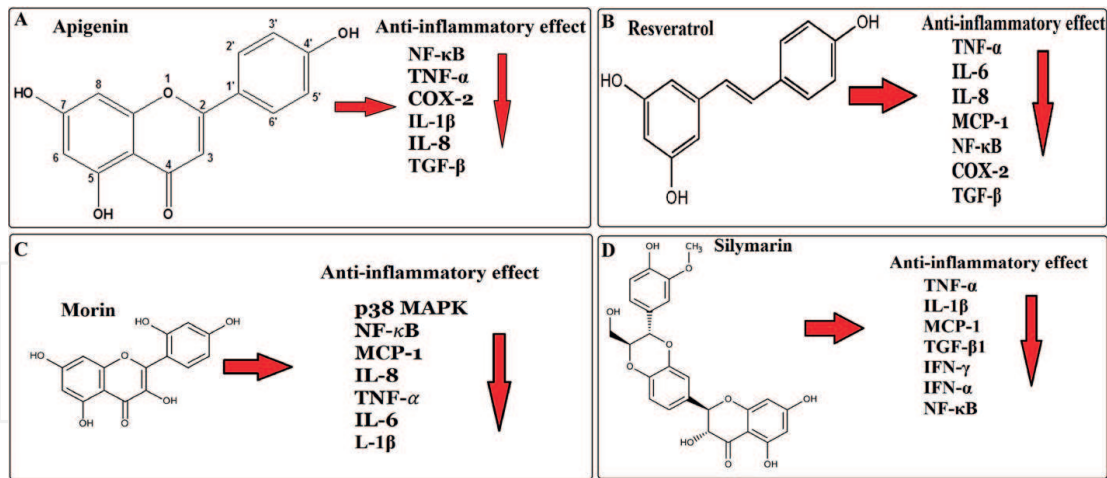 A
Apigenin
Anti-inflammatory effect
NF-κB
TNF-α
COX-2
IL-1β
IL-8
TGF-β
HO
7
8
O
1
2
1'
2'
3'
4'
OH
5'
6'
6
5
4
3
OH
O
B
Resveratrol
Anti-inflammatory effect
TNF-α
IL-6
IL-8
MCP-1
NF-κB
COX-2
TGF-β
OH
HO
OH
C
Morin
Anti-inflammatory effect
p38 MAPK
NF-κB
MCP-1
IL-8
TNF-α
IL-6
L-1β
HO
OH
HO
O
OH
OH
O
D
Silymarin
Anti-inflammatory effect
TNF-α
IL-1β
MCP-1
TGF-β1
IFN-γ
IFN-α
NF-κB
OH
O
CH₃
OH
O
O
O
OH
HO
O
OH